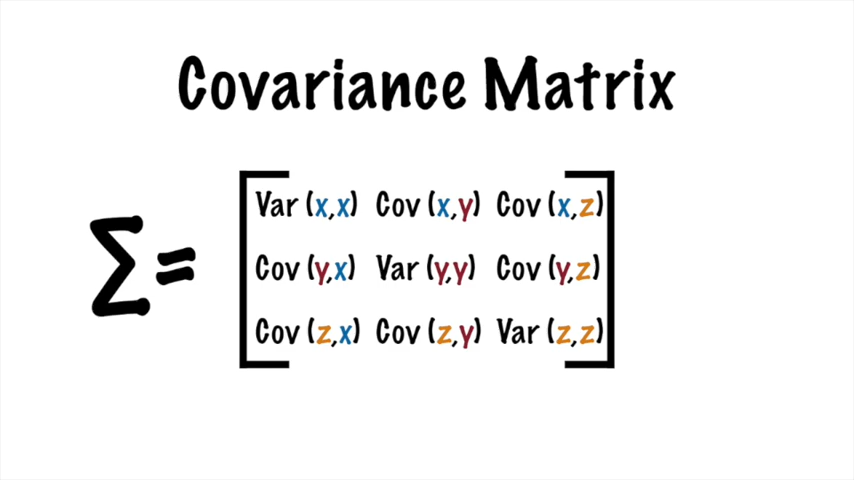 Covariance Matrix
Σ=
Var (x,x) Cov (x,y) Cov (x,z)
Cov (y,x) Var (y,y) Cov (y,z)
Cov (z,x) Cov (z,y) Var (z,z)